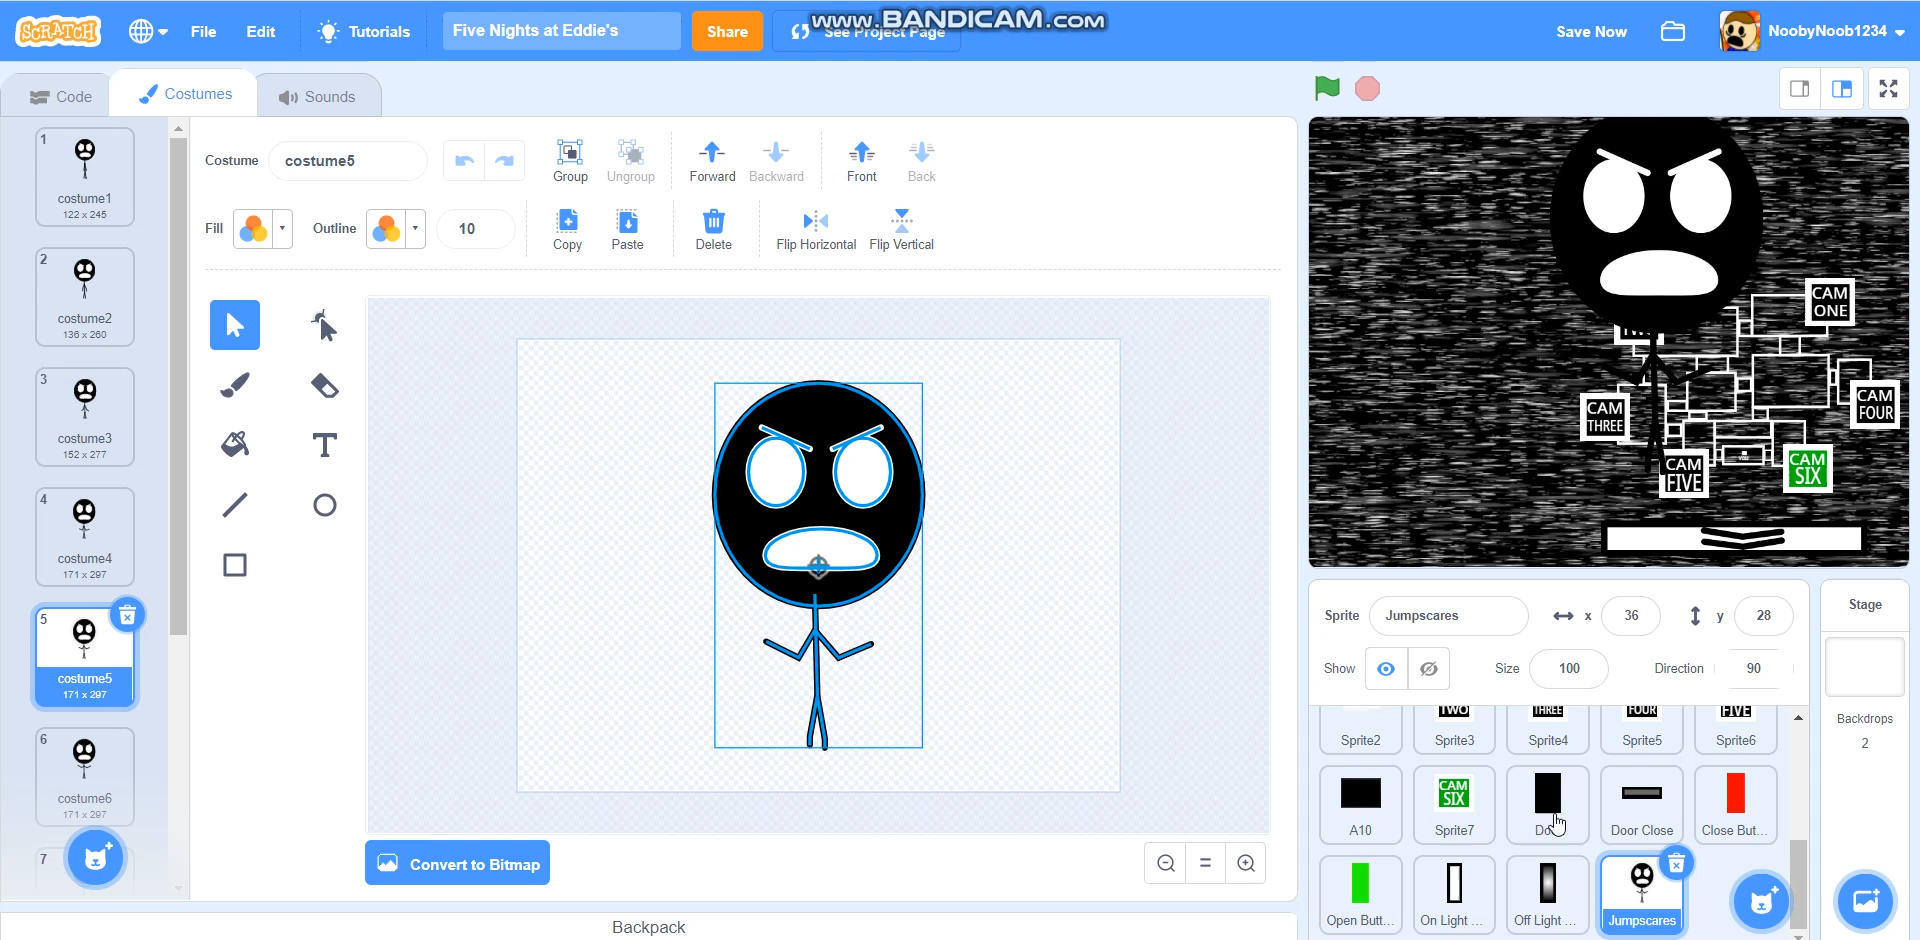 www.BANDICAM.com
SCRATCH
File
Edit
Tutorials
Five Nights at Eddie's
Share
See Project Page
Save Now
NoobyNoob1234
Code
Costumes
Sounds
1
costume1
122 x 245
2
costume2
136 x 260
3
costume3
152 x 277
4
costume4
171 x 297
5
costume5
171 x 297
6
costume6
171 x 297
7
Costume
costume5
Group
Ungroup
Forward
Backward
Front
Back
Fill
Outline
10
Copy
Paste
Delete
Flip Horizontal
Flip Vertical
T
Convert to Bitmap
Backpack
CAM
ONE
TWO
CAM
THREE
CAM
FOUR
CAM
FIVE
CAM
SIX
YOU
Sprite
Jumpscares
x
36
y
28
Show
Size
100
Direction
90
Stage
Backdrops
2
TWO
THREE
FOUR
FIVE
Sprite2
Sprite3
Sprite4
Sprite5
Sprite6
CAM
SIX
A10
Sprite7
Door Close
Close But...
Open Butt...
On Light ...
Off Light ...
Jumpscares